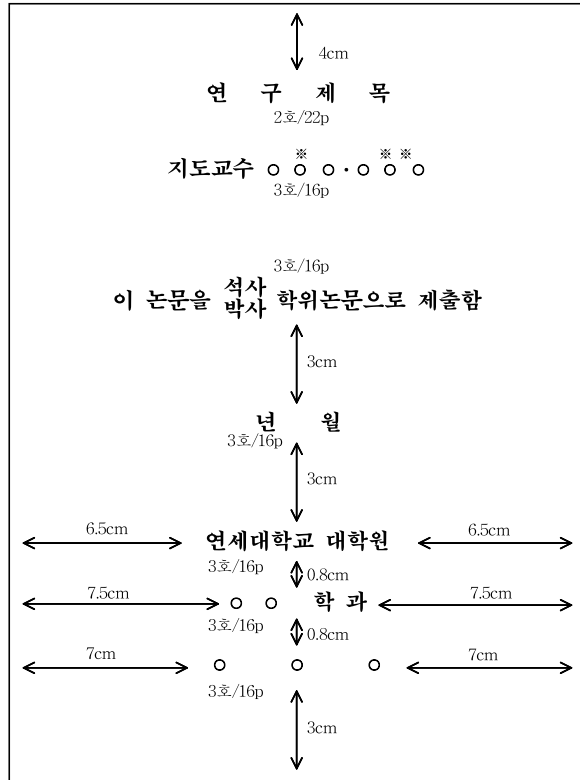 4cm
연 구 제 목
2호/22p
※ ※ ※
지도교수 ○ ○ ○ · ○ ○ ○
3호/16p
3호/16p
이 논문을 석사 학위논문으로 제출함
박사
3cm
년 월
3호/16p
3cm
6.5cm 연세대학교 대학원 6.5cm
3호/16p 0.8cm
7.5cm ○ ○ 학 과 7.5cm
3호/16p 0.8cm
7cm ○ ○ ○ 7cm
3호/16p
3cm